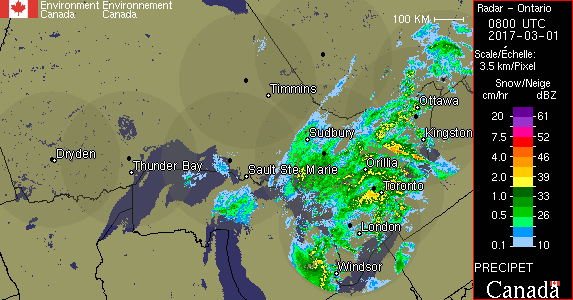 Environment Environnement
Canada Canada
100 KM
Radar - Ontario
0800 UTC
2017-03-01
Scale/Échelle:
3.5 km/Pixel
Snow/Neige
cm/hr dBZ
20 61
7.5 52
4.0 46
2.0 39
1.0 33
0.5 26
0.1 10
PRECIPET
Canada
Timmins
Ottawa
Sudbury
Kingston
Dryden
Thunder Bay
Sault Ste-Marie
Orillia
Toronto
London
Windsor